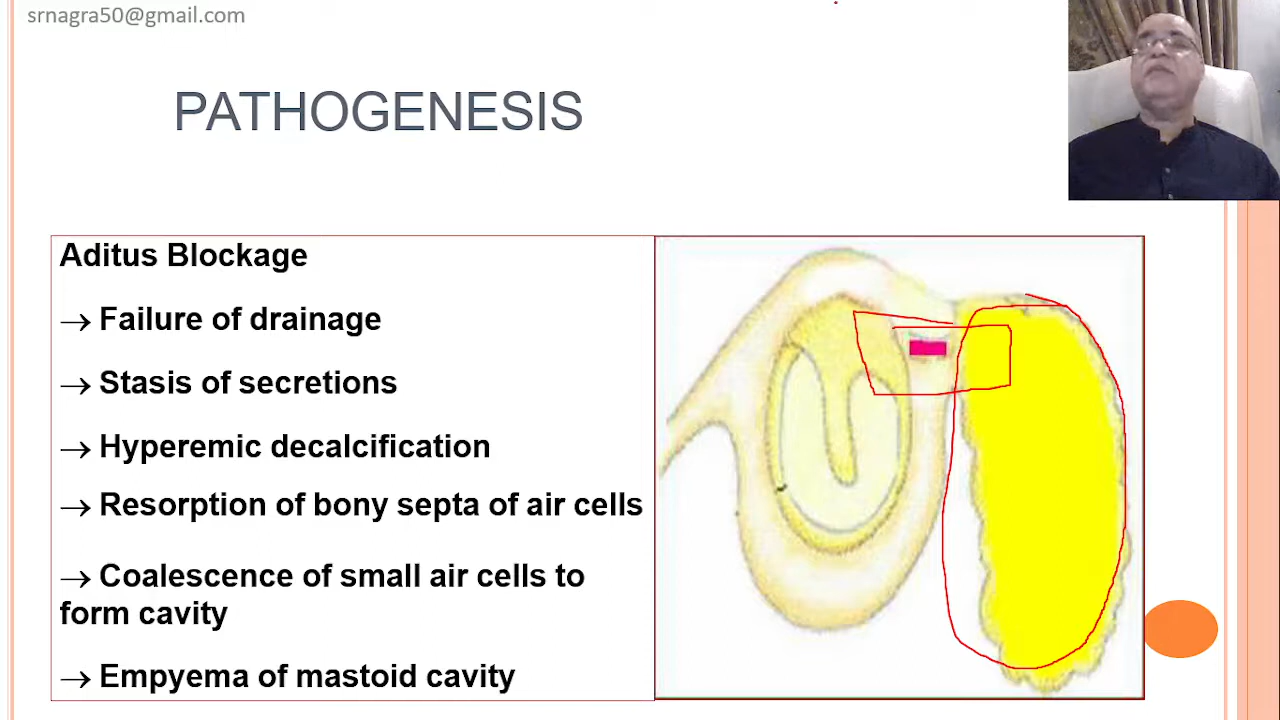 srnagra50@gmail.com
PATHOGENESIS
Aditus Blockage
→ Failure of drainage
→ Stasis of secretions
→ Hyperemic decalcification
→ Resorption of bony septa of air cells
→ Coalescence of small air cells to
form cavity
→ Empyema of mastoid cavity